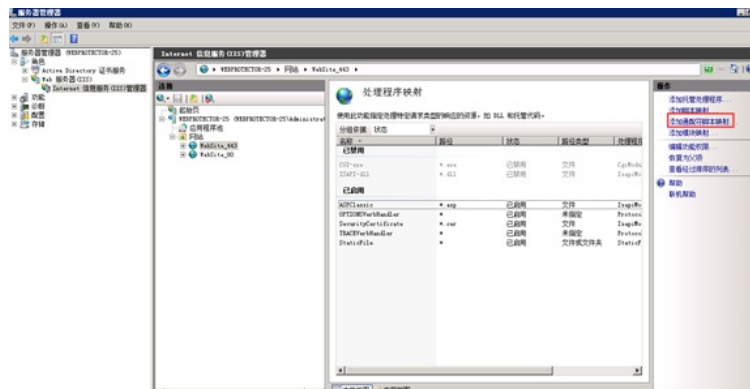 服务器管理器
文件(F) 操作(A) 查看(V) 帮助(H)
服务器管理器 (WEBPROTECTOR-25)
角色
Active Directory 证书服务
Web 服务器(IIS)
Internet 信息服务(IIS)管理器
功能
诊断
配置
存储
Internet 信息服务(IIS)管理器
WEBPROTECTOR-25 网站 WebSite_443
连接
起始页
WEBPROTECTOR-25 (WEBPROTECTOR-25\Administrat
应用程序池
网站
WebSite_443
WebSite_80
处理程序映射
使用此功能指定处理特定请求类型的响应的资源，如 DLL 和托管代码。
分组依据: 状态
名称 路径 状态 路径类型 处理程序
已禁用
CGI-exe *.exe 已禁用 文件 CgiModul
ISAPI-dll *.dll 已禁用 文件 IsapiMo
已启用
ASPClassic *.asp 已启用 文件 IsapiMo
OPTIONSVerbHandler * 已启用 未指定 Protoco
SecurityCertificate *.cer 已启用 文件 IsapiMo
TRACEVerbHandler * 已启用 未指定 Protoco
StaticFile * 已启用 文件或文件夹 StaticF
操作
添加托管处理程序...
添加脚本映射...
添加通配符脚本映射...
添加模块映射...
编辑功能权限...
恢复为父项
查看经过排序的列表...
帮助
联机帮助